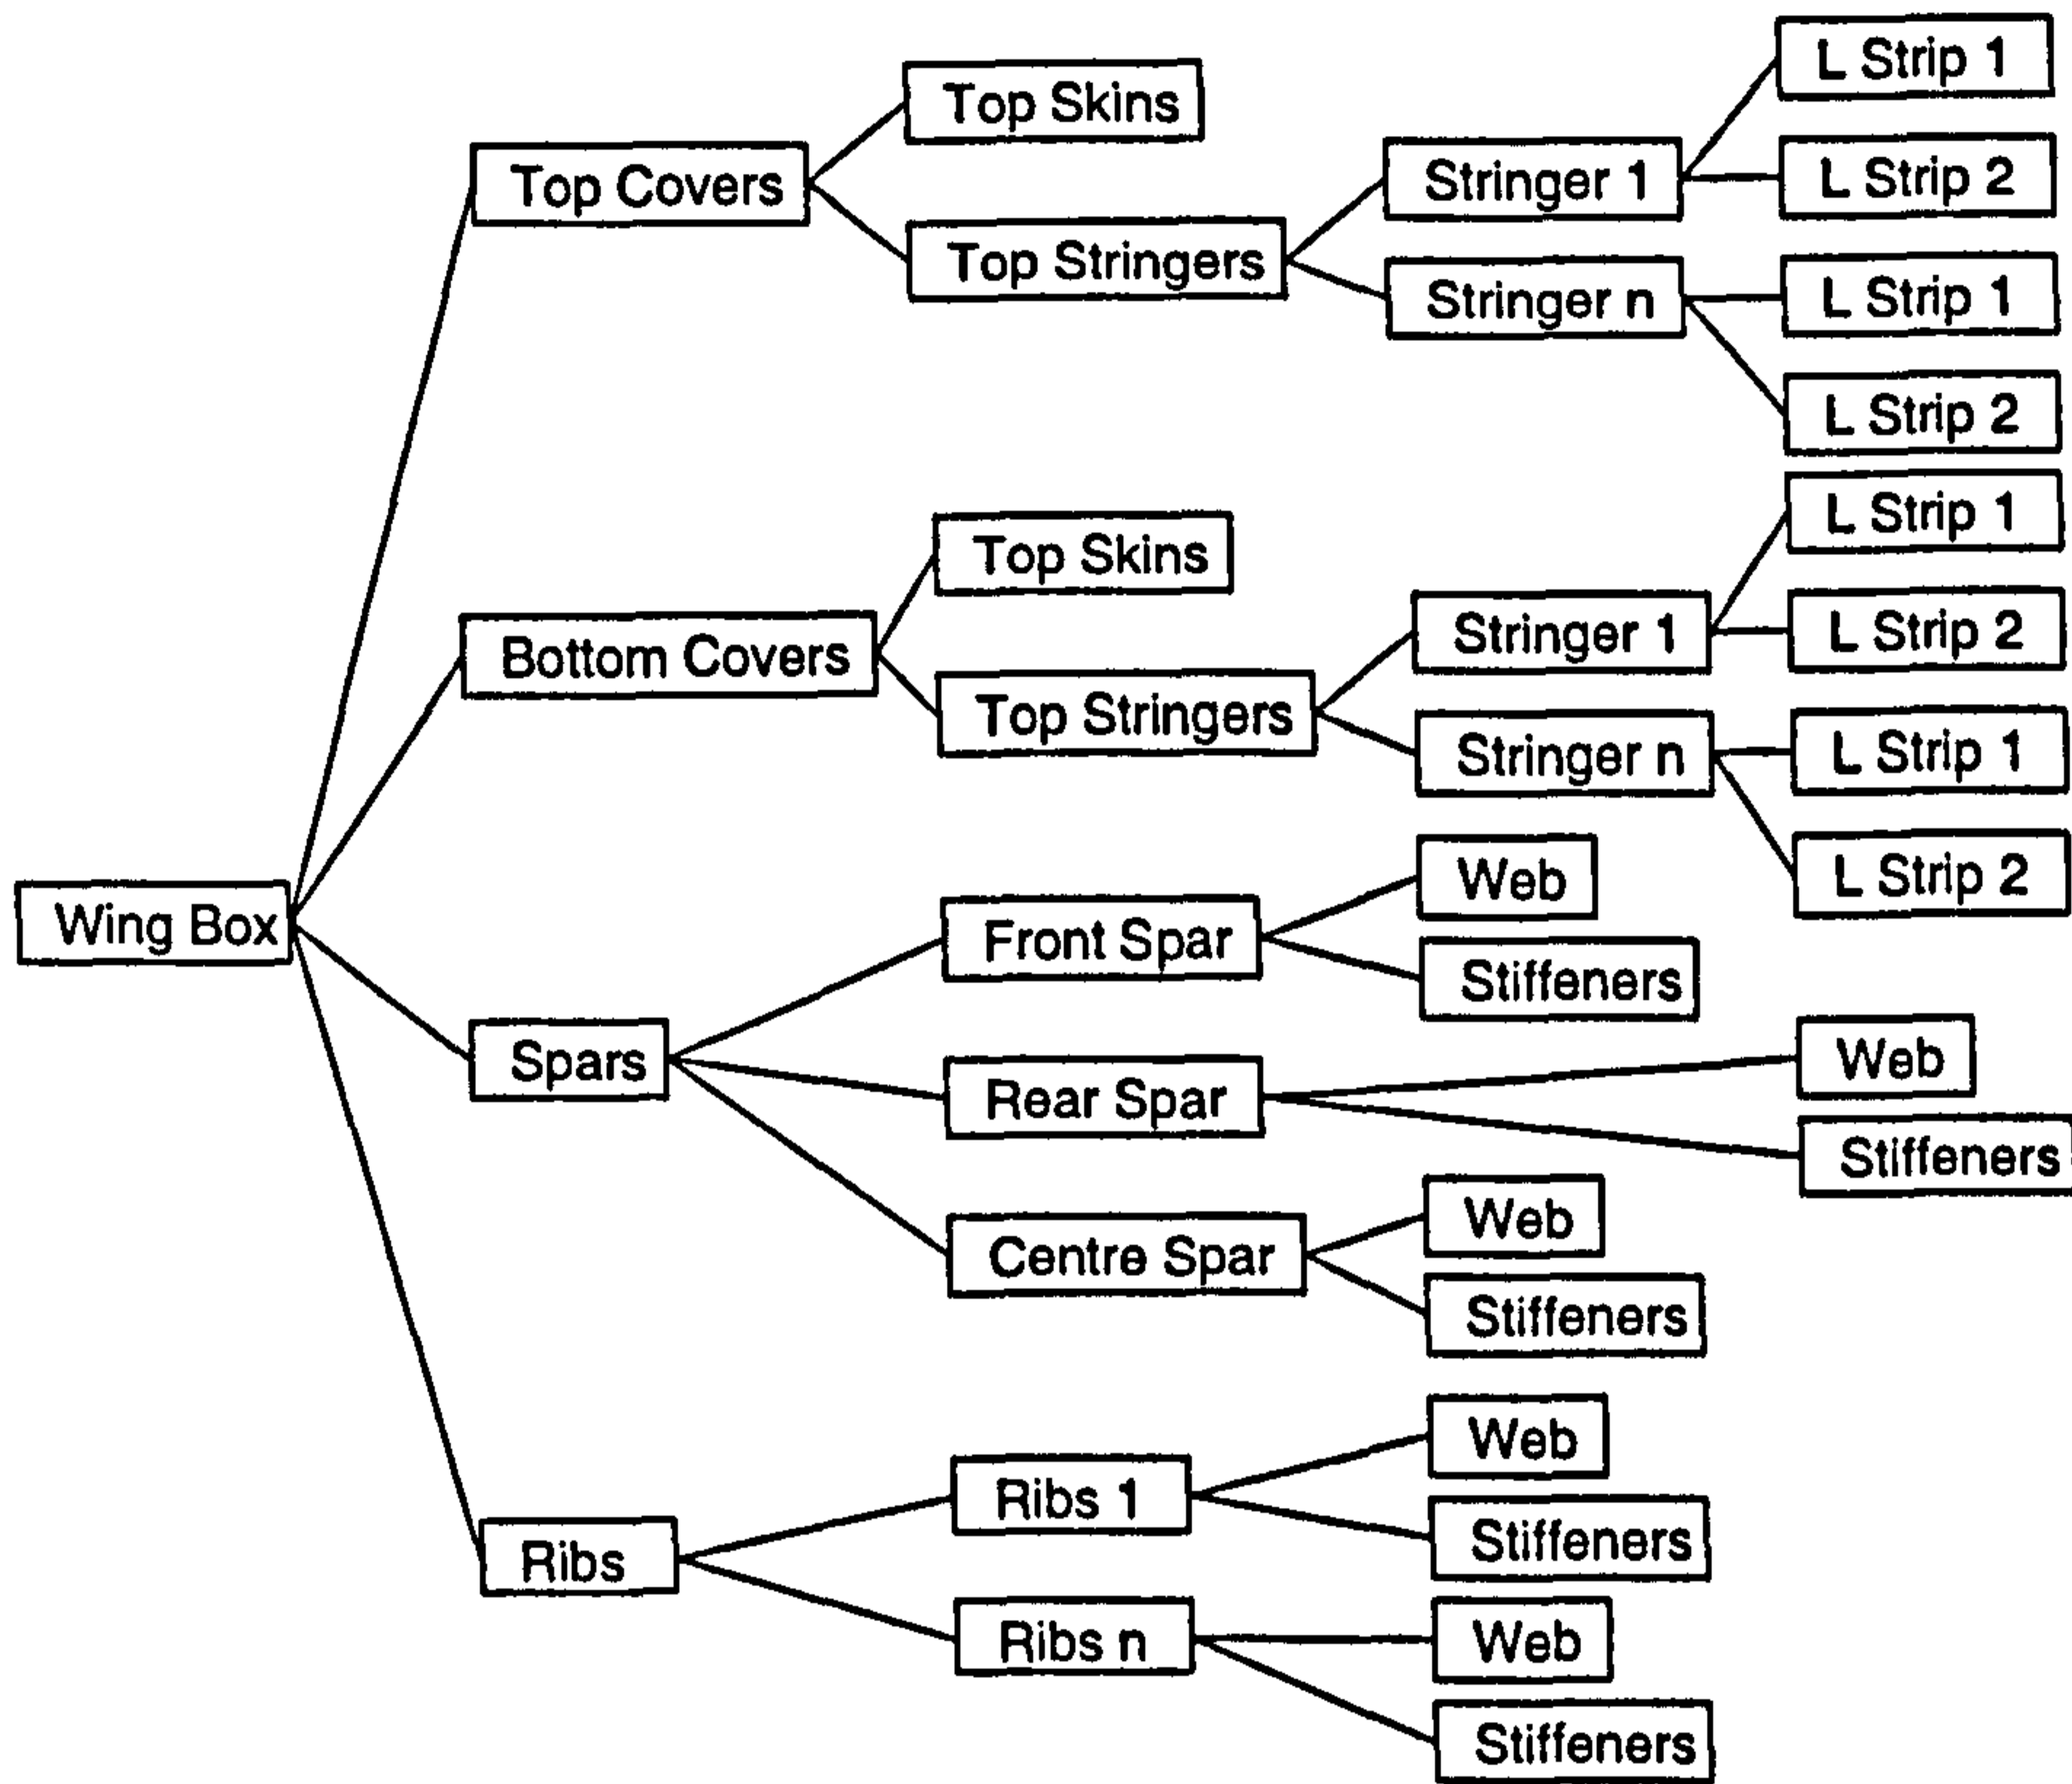 Wing Box
Top Covers
Top Skins
Top Stringers
Stringer 1
L Strip 1
L Strip 2
Stringer n
L Strip 1
L Strip 2
Bottom Covers
Top Skins
Top Stringers
Stringer 1
L Strip 1
L Strip 2
Stringer n
L Strip 1
L Strip 2
Spars
Front Spar
Web
Stiffeners
Rear Spar
Web
Stiffeners
Centre Spar
Web
Stiffeners
Ribs
Ribs 1
Web
Stiffeners
Ribs n
Web
Stiffeners